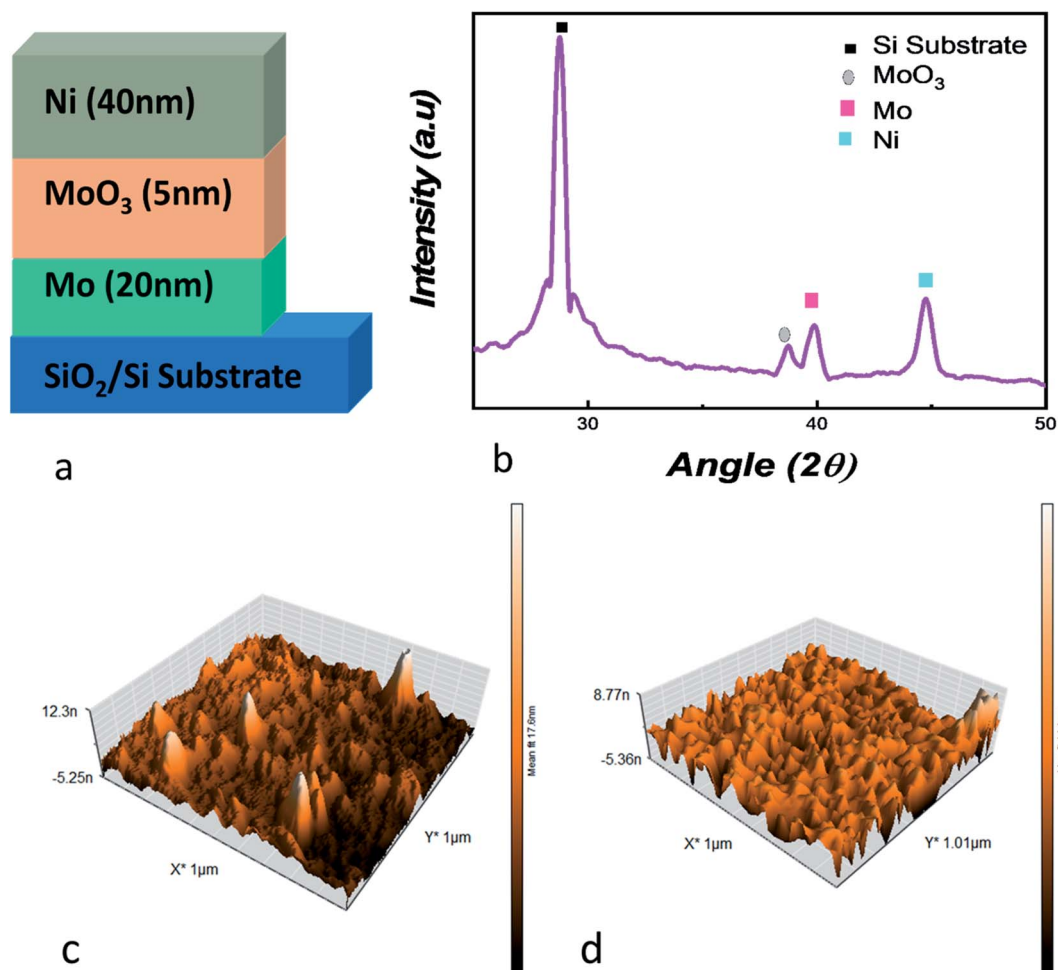 Ni (40nm)
MoO₃ (5nm)
Mo (20nm)
SiO₂/Si Substrate
a
Intensity (a.u)
Si Substrate
MoO₃
Mo
Ni
30
40
50
Angle (2θ)
b
12.3n
-5.25n
X* 1µm
Y* 1µm
Mean fit 17.6nm
c
8.77n
-5.36n
X* 1µm
Y* 1.01µm
d